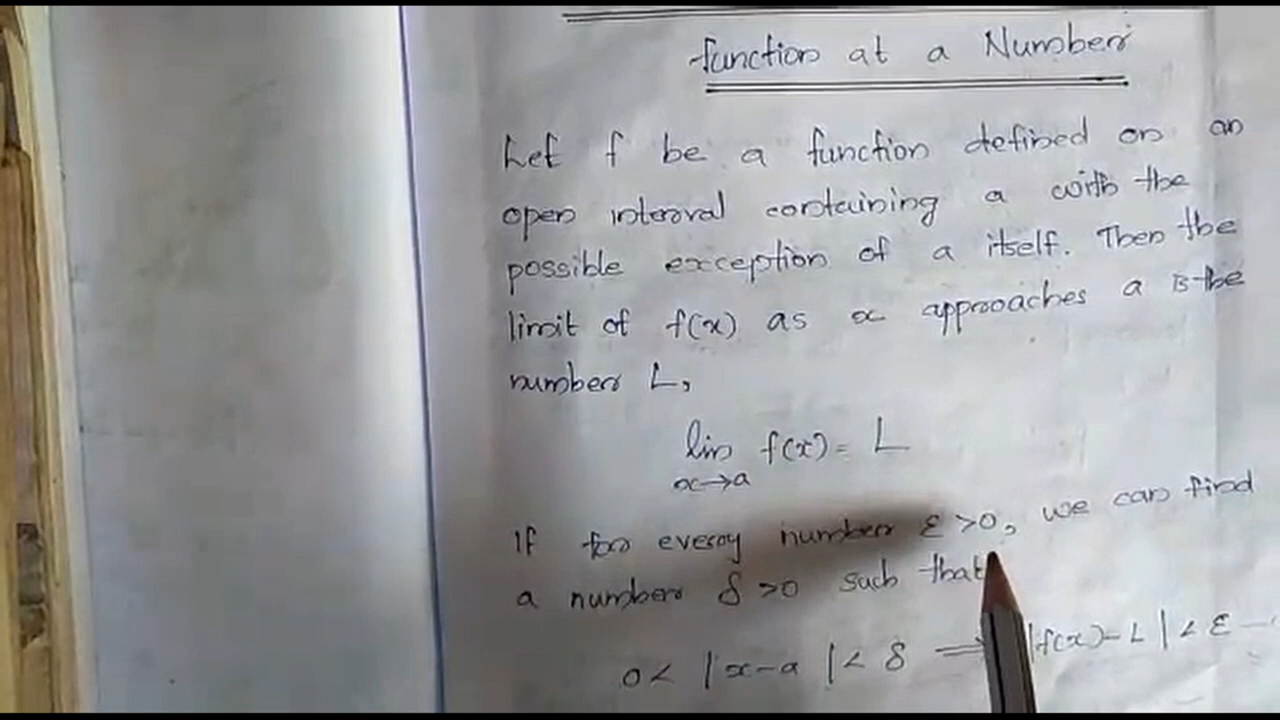 function at a Number
Let f be a function defined on an
open interval containing a with the
possible exception of a itself. Then the
limit of f(x) as x approaches a is the
number L,
lim f(x) = L
x→a
If for every number ε >0, we can find
a number δ >0 such that
0< |x-a |< δ ⟹ |f(x)-L |< ε —